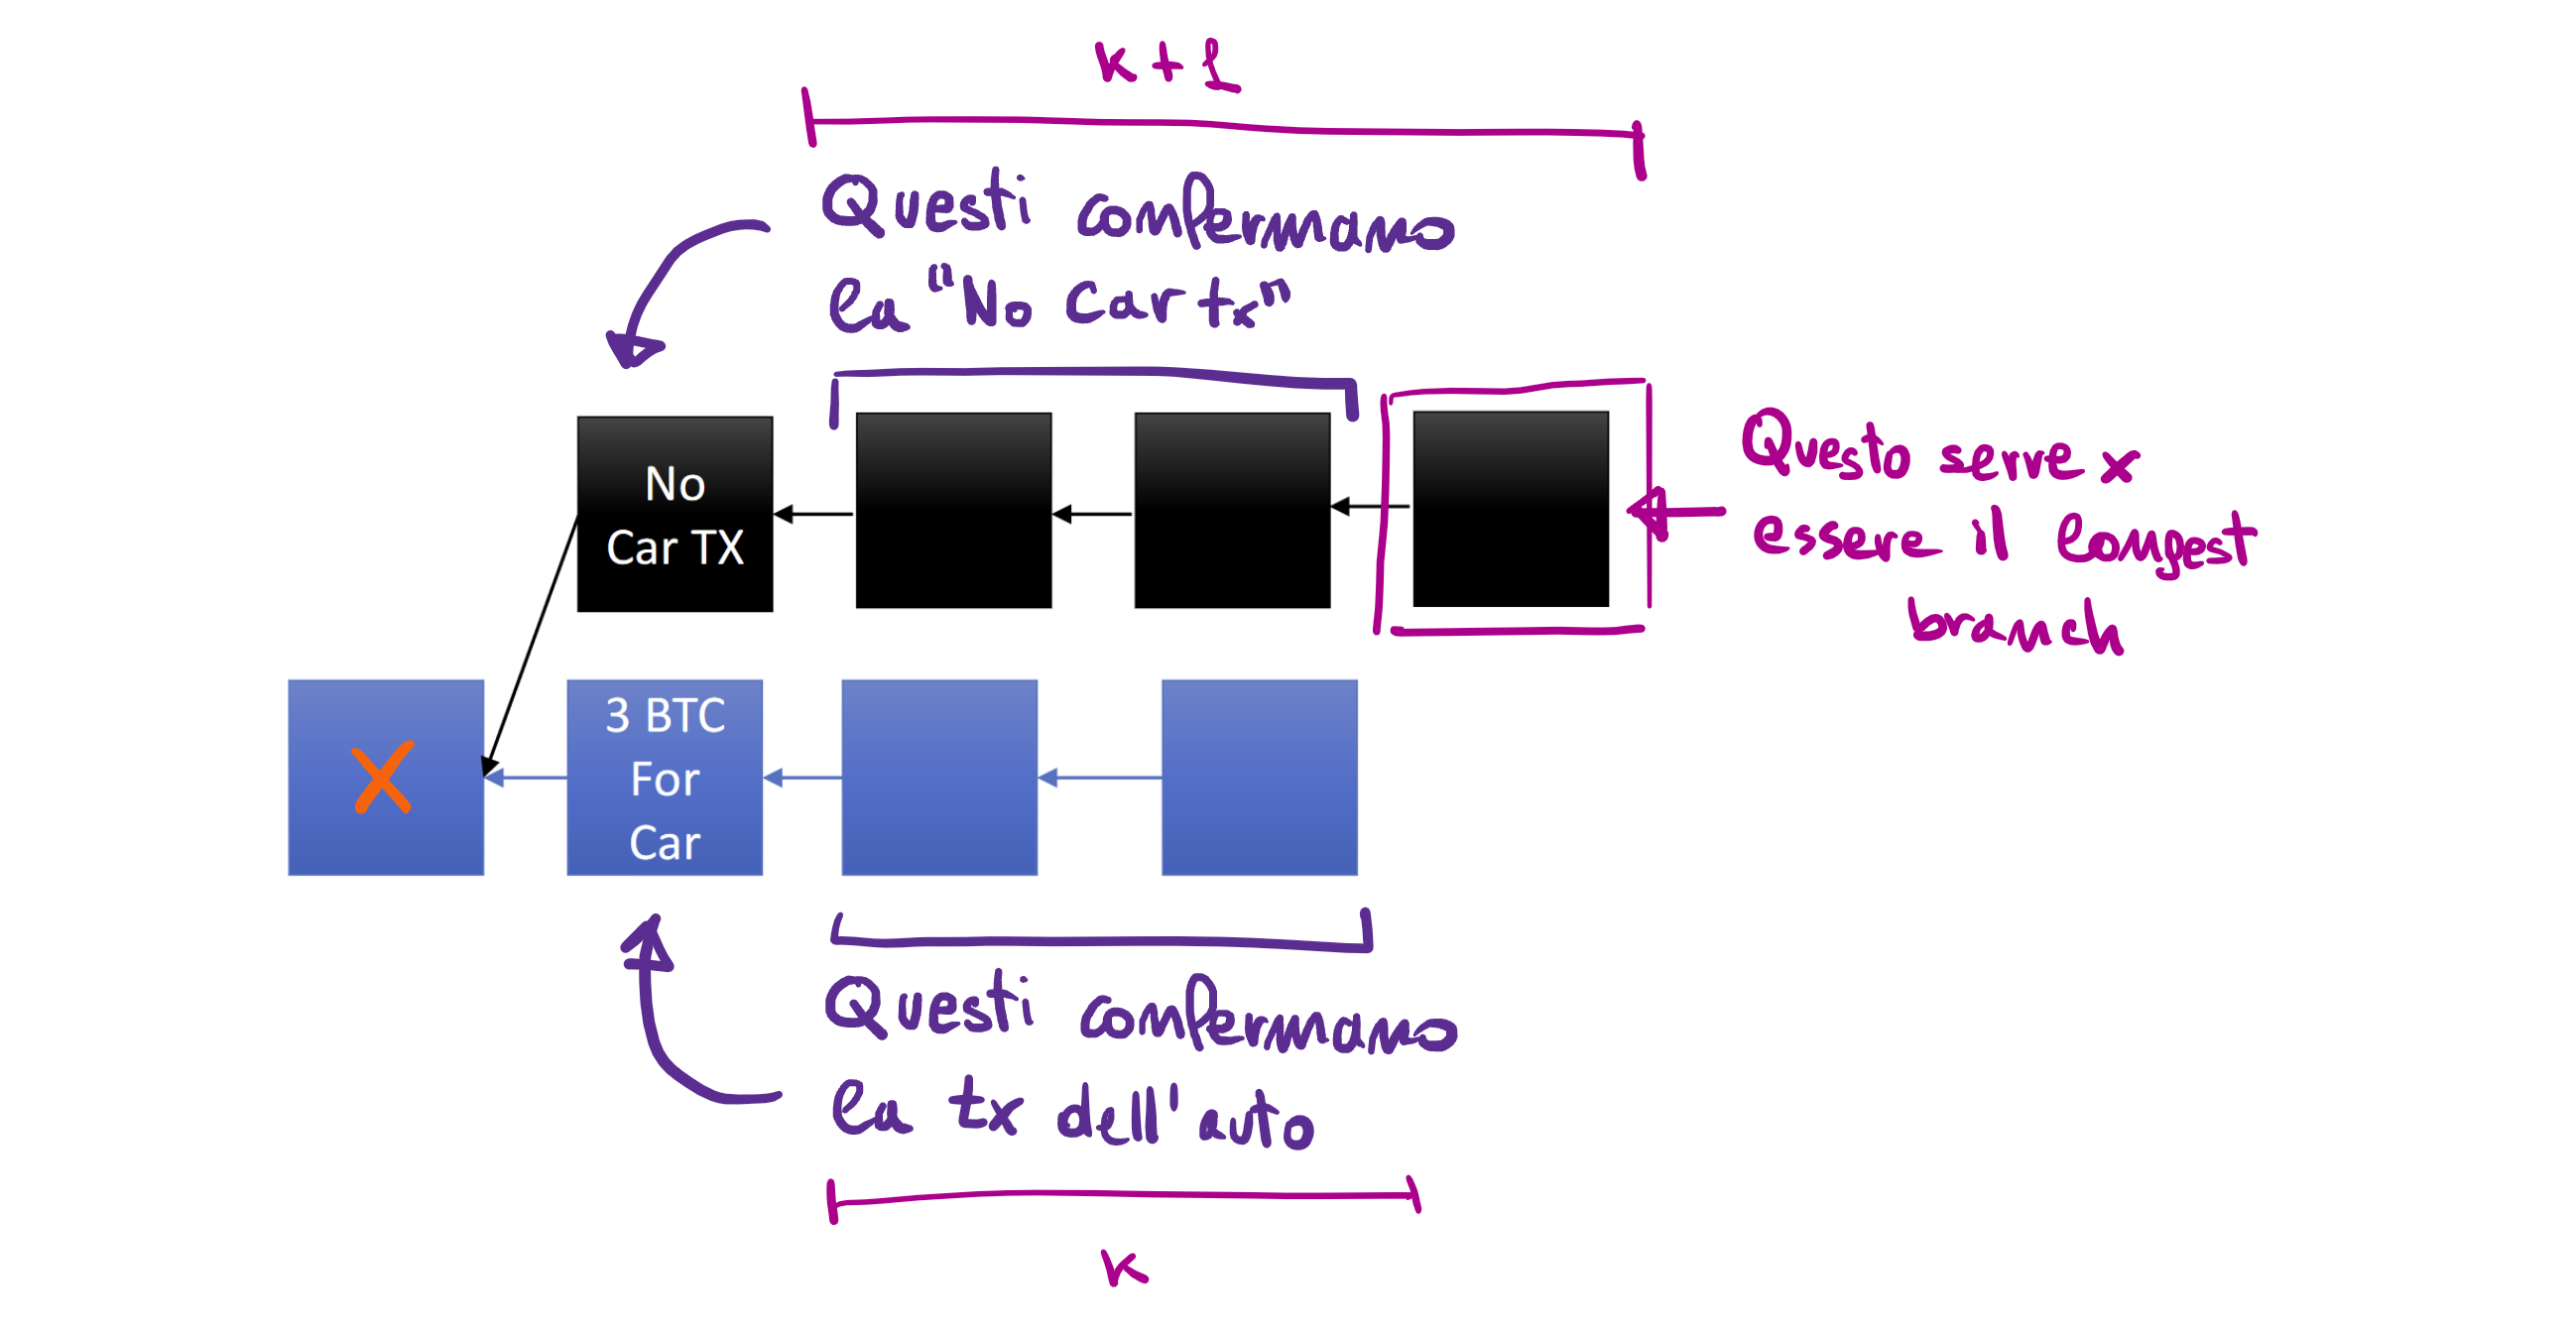 K+1
Questi confermano
la "No Car tx"
No
Car TX
Questo serve x
essere il longest
branch
X
3 BTC
For
Car
Questi confermano
la tx dell'auto
K